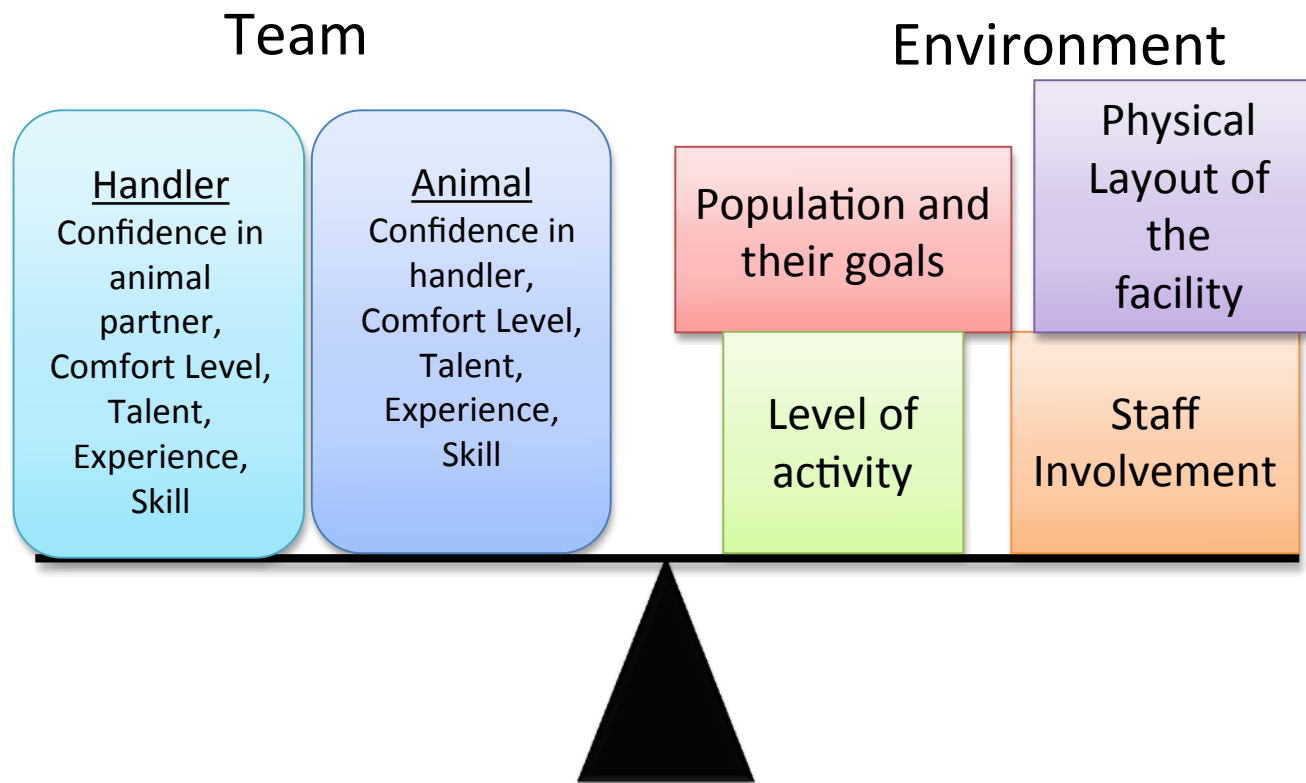 Team
Handler
Confidence in
animal
partner,
Comfort Level,
Talent,
Experience,
Skill
Animal
Confidence in
handler,
Comfort Level,
Talent,
Experience,
Skill
Environment
Population and
their goals
Physical
Layout of
the
facility
Level of
activity
Staff
Involvement